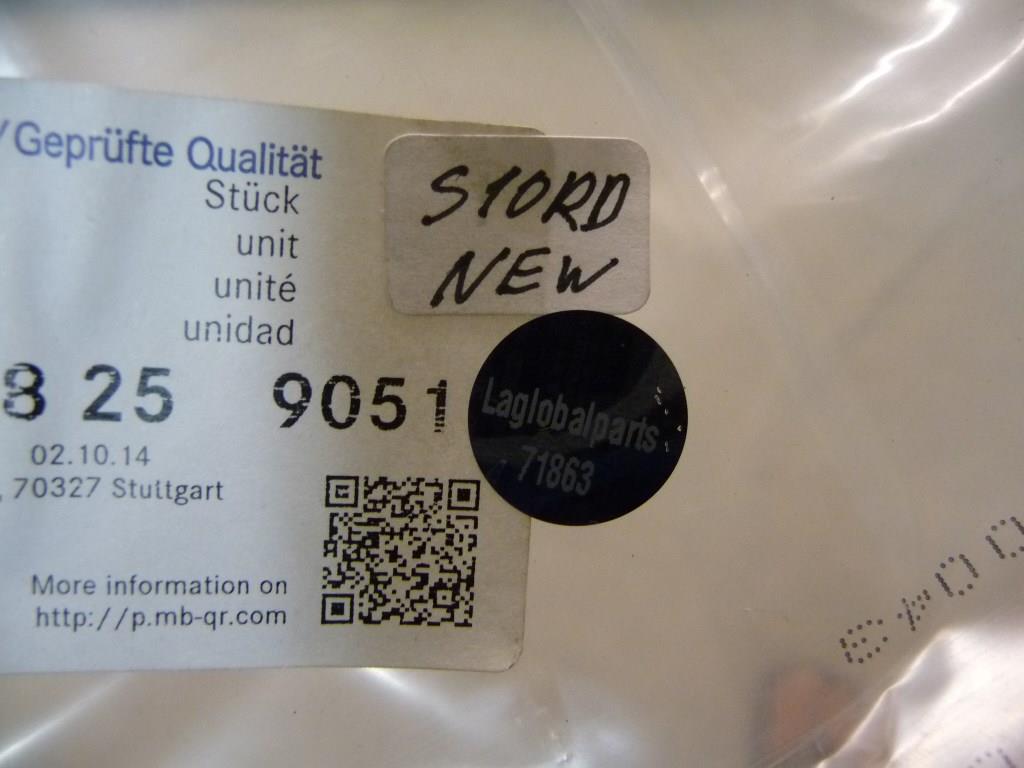 /Geprüfte Qualität
Stück
unit
unité
unidad
8 25 9051
02.10.14
, 70327 Stuttgart
More information on
http://p.mb-qr.com
S10RD
NEW
Laglobalparts
71863